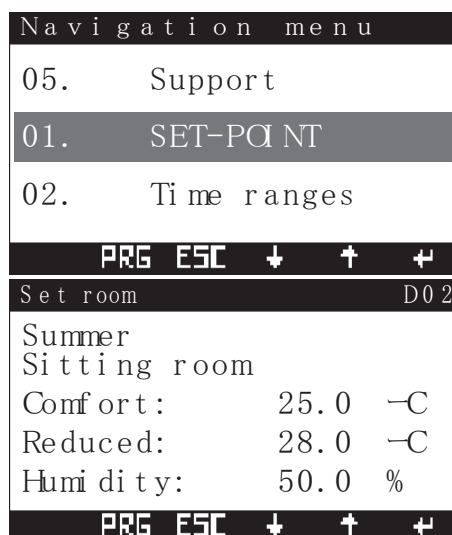 Navigation menu
05. Support
01. SET-POINT
02. Time ranges
PRG ESC ↓ ↑ ↵
Set room D02
Summer
Sitting room
Comfort: 25.0 —C
Reduced: 28.0 —C
Humidity: 50.0 %
PRG ESC ↓ ↑ ↵